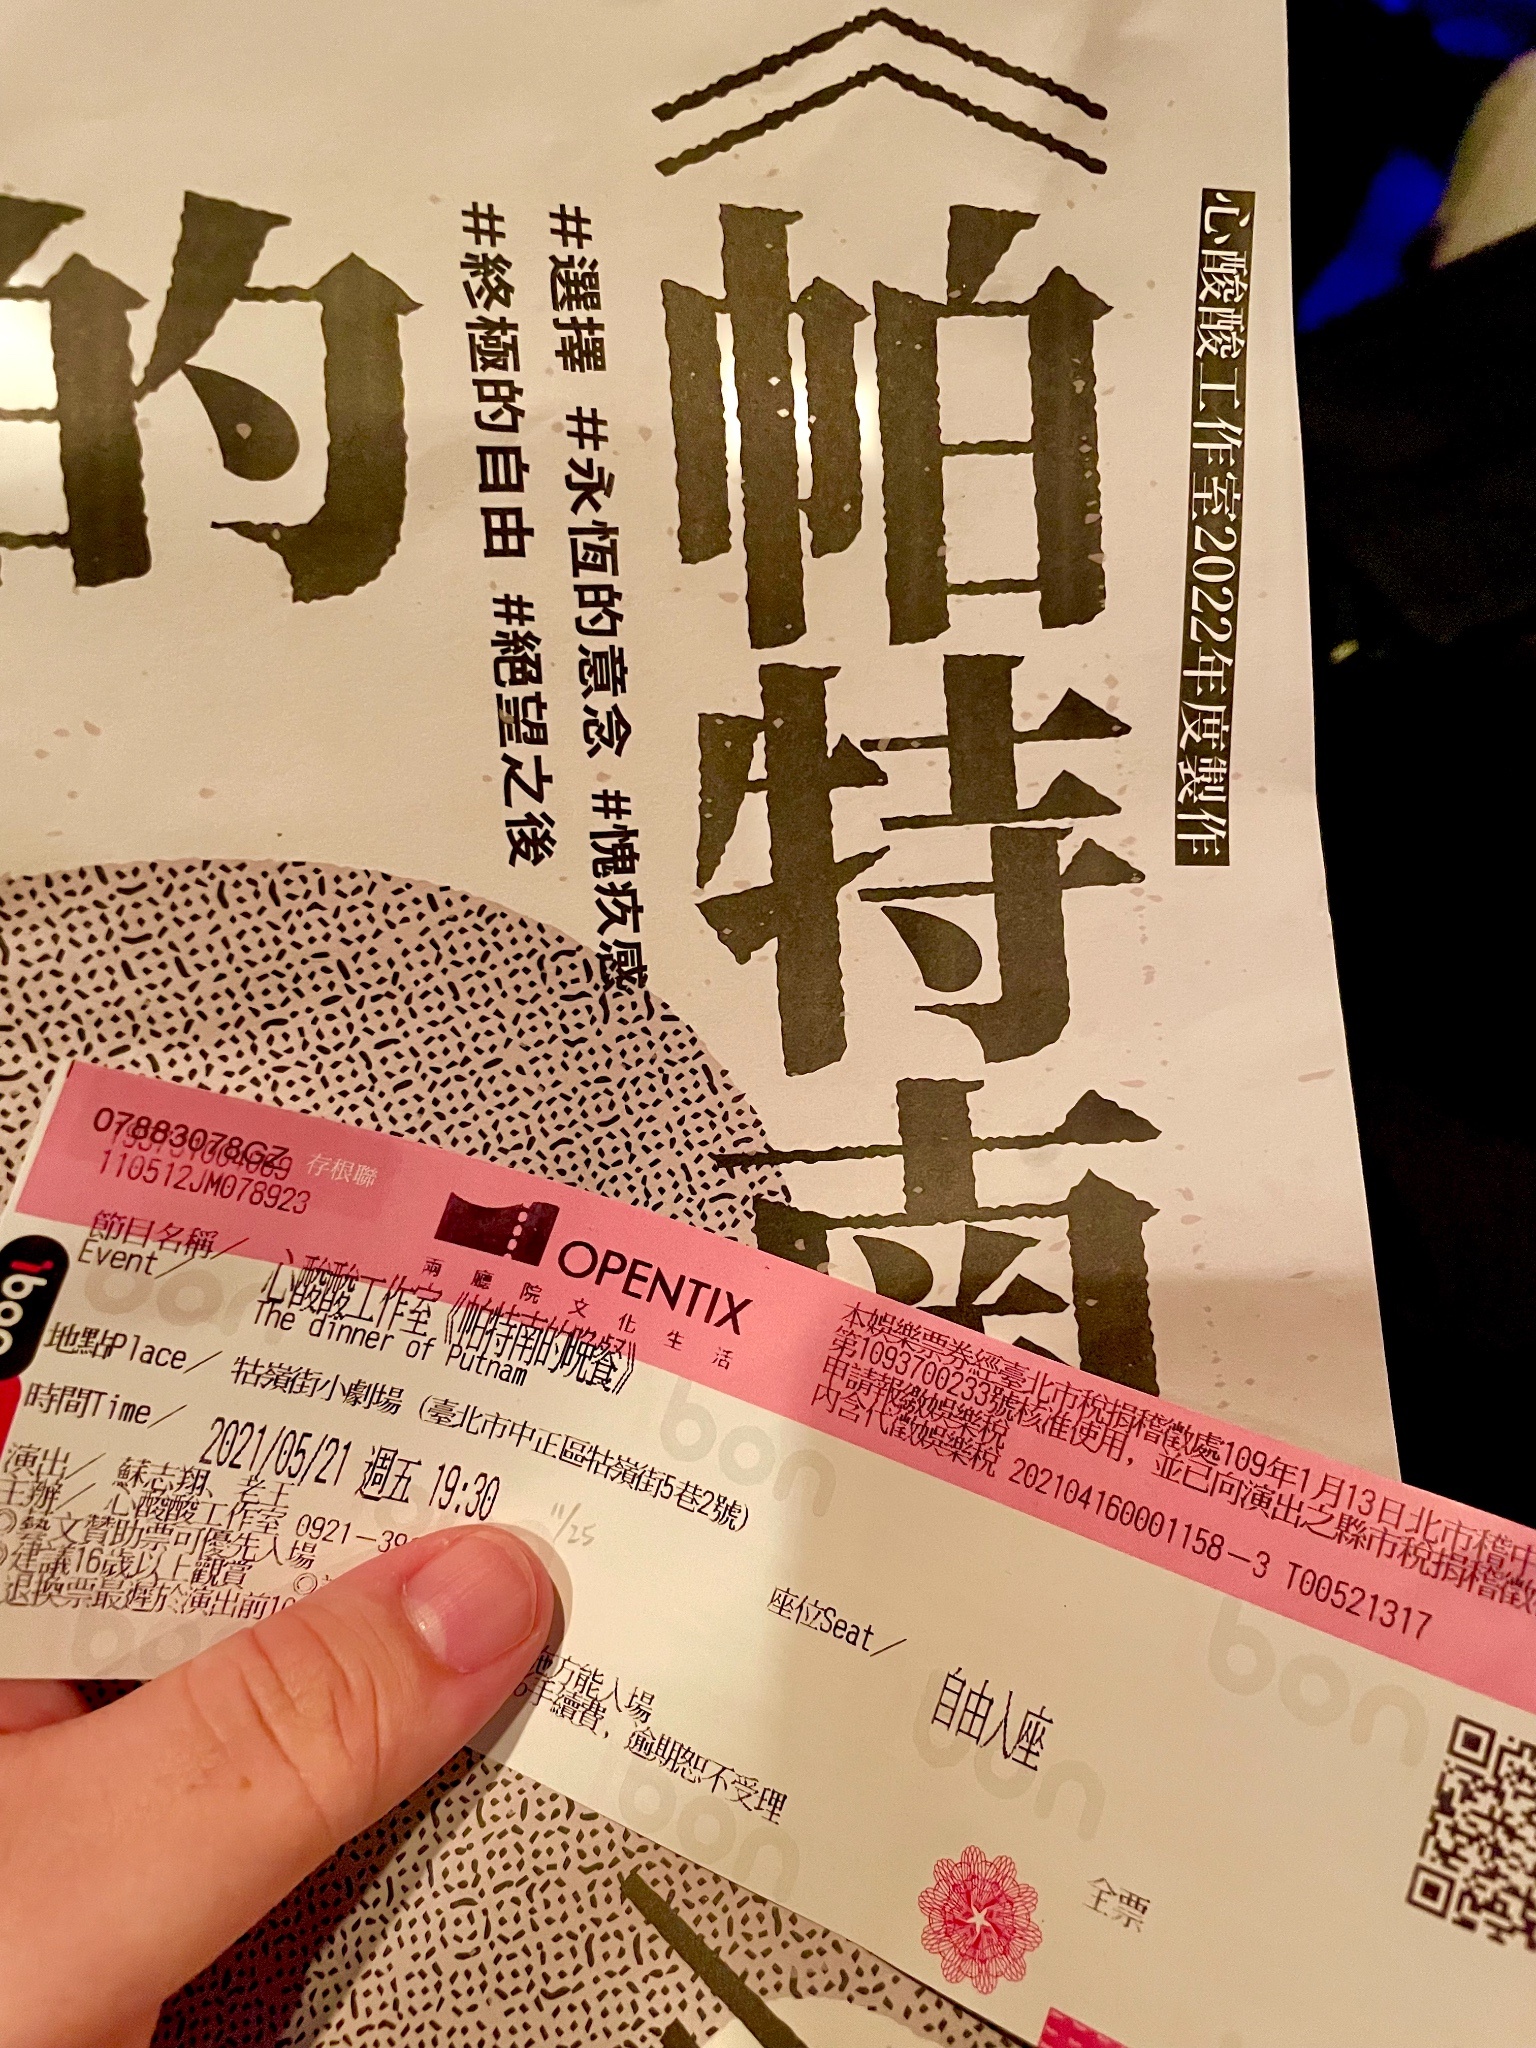 心酸酸工作室2022年度製作
《帕特南
#選擇 #永恆的意念 #愧疚感
#終極的自由 #絕望之後
的
07883078GZ
存根聯
110512JM078923
OPENTIX
兩廳院文化生活
節目名稱/
Event/
心酸酸工作室《帕特南的晚餐》
The dinner of Putnam
地點Place/ 牯嶺街小劇場 (臺北市中正區牯嶺街5巷2號)
時間Time/ 2021/05/21 週五 19:30
11/25
演出/ 蘇志翔、老王
主辦/ 心酸酸工作室 0921-39
◎藝文贊助票可優先入場
◎建議16歲以上觀賞
退換票最遲於演出前10
方能入場
手續費，逾期恕不受理
本娛樂票券經臺北市稅捐稽徵處109年1月13日北市稽中
第10937000233號核准使用，並已向演出之縣市稅捐稽徵
申請報繳娛樂稅
內含代徵娛樂稅 202104160001158-3 T00521317
座位Seat/
自由入座
全票
ibon
bon
bon
bon
bon
bon